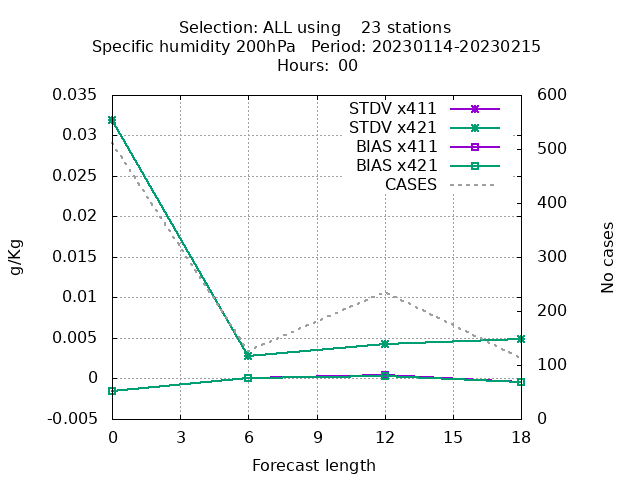 Selection: ALL using    23 stations
Specific humidity 200hPa   Period: 20230114-20230215
Hours: 00
0.035
0.03
0.025
0.02
0.015
0.01
0.005
0
-0.005
600
500
400
300
200
100
0
STDV x411
STDV x421
BIAS x411
BIAS x421
CASES
g/Kg
No cases
0 3 6 9 12 15 18
Forecast length